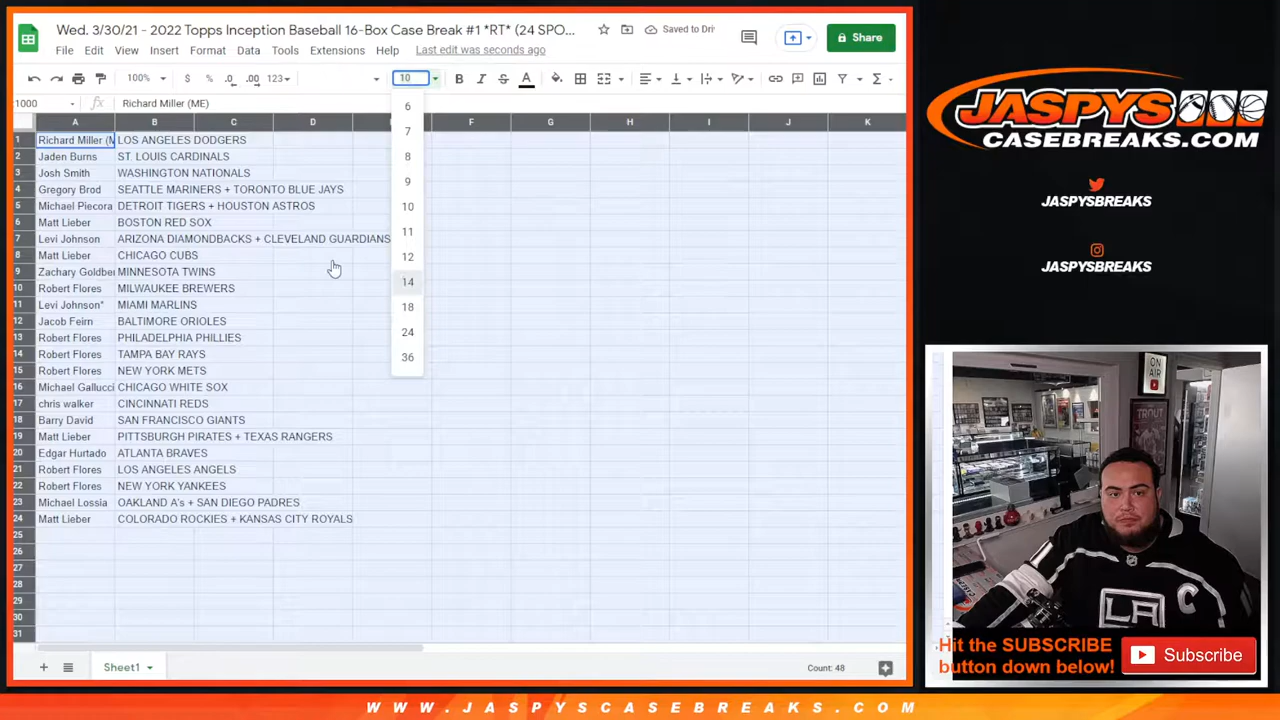 Wed. 3/30/21 - 2022 Topps Inception Baseball 16-Box Case Break #1 *RT* (24 SPO...
Saved to Dri
Share
File Edit View Insert Format Data Tools Extensions Help Last edit was seconds ago
100% $ % .0 .00 123 10 B I S A
1000 fx Richard Miller (ME)
A B C D F G H I J K
1 Richard Miller (M LOS ANGELES DODGERS
2 Jaden Burns ST. LOUIS CARDINALS
3 Josh Smith WASHINGTON NATIONALS
4 Gregory Brod SEATTLE MARINERS + TORONTO BLUE JAYS
5 Michael Piecora DETROIT TIGERS + HOUSTON ASTROS
6 Matt Lieber BOSTON RED SOX
7 Levi Johnson ARIZONA DIAMONDBACKS + CLEVELAND GUARDIANS
8 Matt Lieber CHICAGO CUBS
9 Zachary Goldber MINNESOTA TWINS
10 Robert Flores MILWAUKEE BREWERS
11 Levi Johnson* MIAMI MARLINS
12 Jacob Feirn BALTIMORE ORIOLES
13 Robert Flores PHILADELPHIA PHILLIES
14 Robert Flores TAMPA BAY RAYS
15 Robert Flores NEW YORK METS
16 Michael Gallucci CHICAGO WHITE SOX
17 chris walker CINCINNATI REDS
18 Barry David SAN FRANCISCO GIANTS
19 Matt Lieber PITTSBURGH PIRATES + TEXAS RANGERS
20 Edgar Hurtado ATLANTA BRAVES
21 Robert Flores LOS ANGELES ANGELS
22 Robert Flores NEW YORK YANKEES
23 Michael Lossia OAKLAND A's + SAN DIEGO PADRES
24 Matt Lieber COLORADO ROCKIES + KANSAS CITY ROYALS
25
26
27
28
29
30
31
6
7
8
9
10
11
12
14
18
24
36
Sheet1
Count: 48
JASPYS
CASEBREAKS.COM
JASPYSBREAKS
JASPYSBREAKS
ON
AIR
TROUT
LA
C
Hit the SUBSCRIBE
button down below!
Subscribe
WWW.JASPYSCASEBREAKS.COM